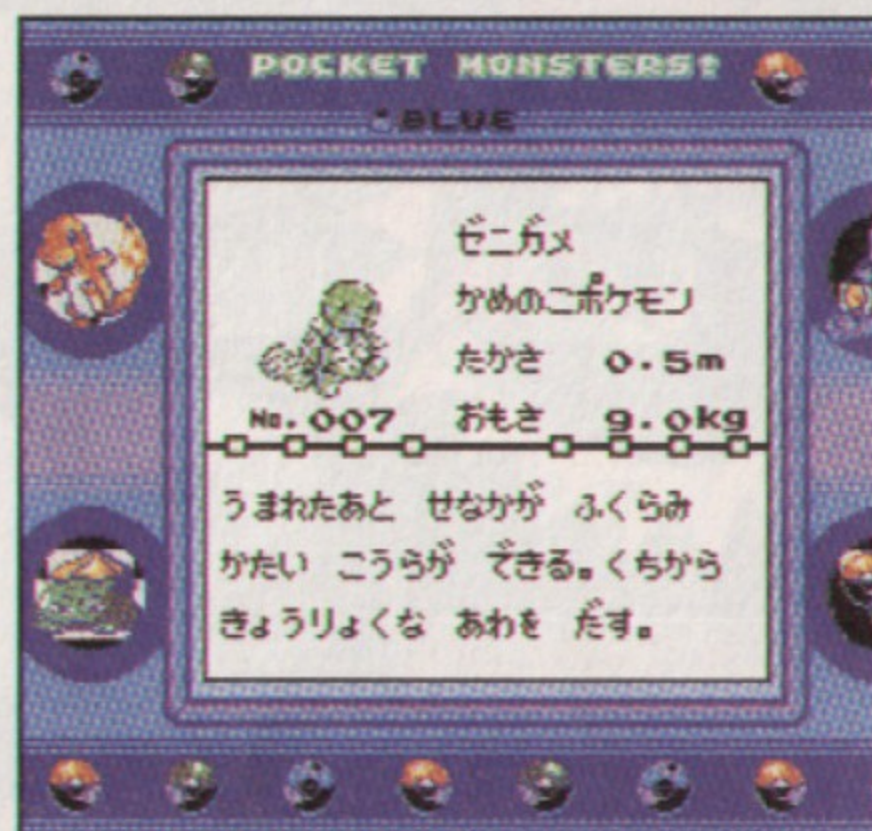 POCKET MONSTERS!
BLUE
ゼニガメ
かめのこポケモン
たかさ 0.5m
No.007 おもさ 9.0kg
うまれたあと せなかが ふくらみ
かたい こうらが できる。くちから
きょうりょくな あわを だす。